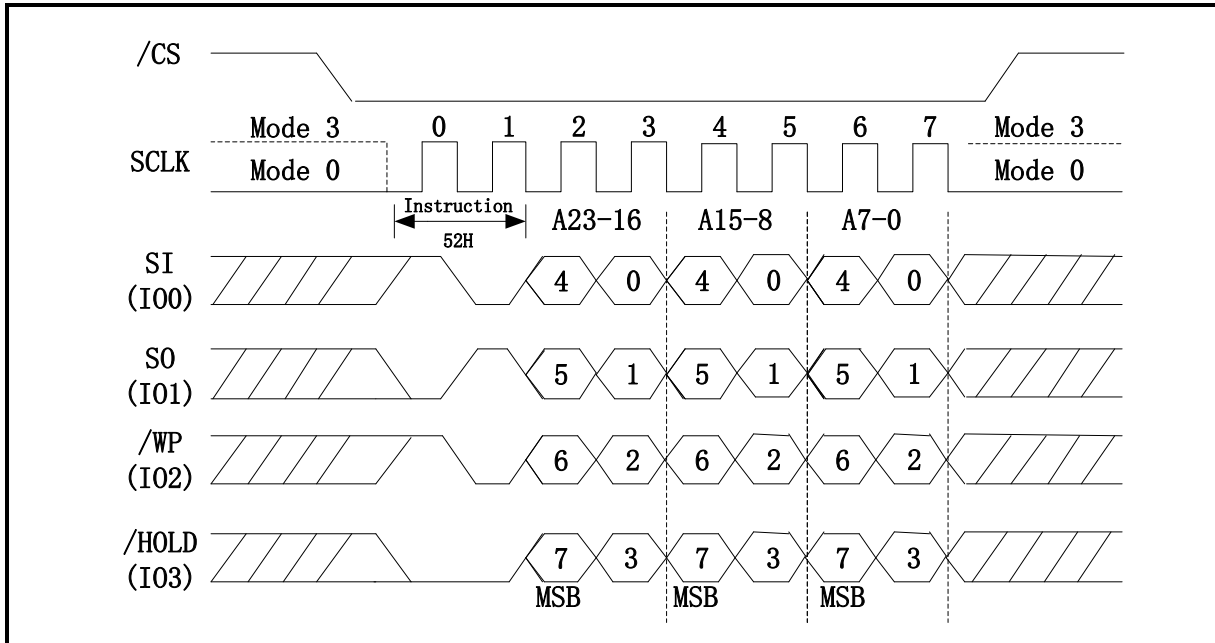 /CS
Mode 3 0 1 2 3 4 5 6 7 Mode 3
SCLK
Mode 0 Mode 0
Instruction
A23-16 A15-8 A7-0
52H
SI
(IO0)
4 0 4 0 4 0
SO
(IO1)
5 1 5 1 5 1
/WP
(IO2)
6 2 6 2 6 2
/HOLD
(IO3)
7 3 7 3 7 3
MSB MSB MSB